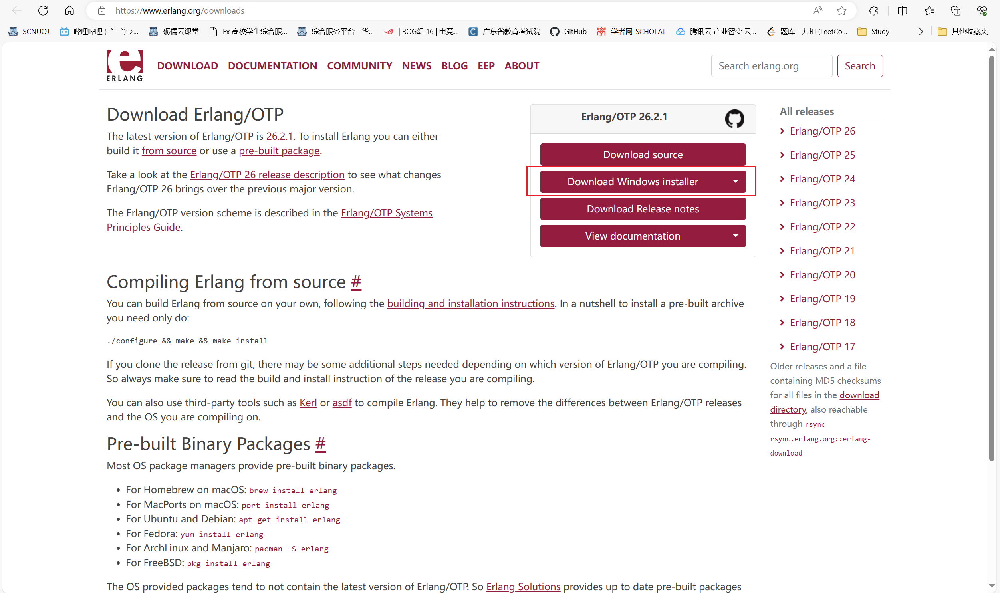 https://www.erlang.org/downloads
SCNUOJ
哔哩哔哩 (゜-゜)つ...
砺儒云课堂
Fx 高校学生综合服...
综合服务平台 - 华...
| ROG幻 16 | 电竞...
广东省教育考试院
GitHub
学者网-SCHOLAT
腾讯云 产业智变·云...
题库 - 力扣 (LeetCo...
Study
其他收藏夹
ERLANG
DOWNLOAD DOCUMENTATION COMMUNITY NEWS BLOG EEP ABOUT
Search erlang.org
Search
Download Erlang/OTP
The latest version of Erlang/OTP is 26.2.1. To install Erlang you can either
build it from source or use a pre-built package.
Take a look at the Erlang/OTP 26 release description to see what changes
Erlang/OTP 26 brings over the previous major version.
The Erlang/OTP version scheme is described in the Erlang/OTP Systems
Principles Guide.
Erlang/OTP 26.2.1
Download source
Download Windows installer
Download Release notes
View documentation
All releases
Erlang/OTP 26
Erlang/OTP 25
Erlang/OTP 24
Erlang/OTP 23
Erlang/OTP 22
Erlang/OTP 21
Erlang/OTP 20
Erlang/OTP 19
Erlang/OTP 18
Erlang/OTP 17
Older releases and a file
containing MD5 checksums
for all files in the download
directory, also reachable
through rsync
rsync.erlang.org::erlang-
download
Compiling Erlang from source #
You can build Erlang from source on your own, following the building and installation instructions. In a nutshell to install a pre-built archive
you need only do:
./configure && make && make install
If you clone the release from git, there may be some additional steps needed depending on which version of Erlang/OTP you are compiling.
So always make sure to read the build and install instruction of the release you are compiling.
You can also use third-party tools such as Kerl or asdf to compile Erlang. They help to remove the differences between Erlang/OTP releases
and the OS you are compiling on.
Pre-built Binary Packages #
Most OS package managers provide pre-built binary packages.
• For Homebrew on macOS: brew install erlang
• For MacPorts on macOS: port install erlang
• For Ubuntu and Debian: apt-get install erlang
• For Fedora: yum install erlang
• For ArchLinux and Manjaro: pacman -S erlang
• For FreeBSD: pkg install erlang
The OS provided packages tend to not contain the latest version of Erlang/OTP. So Erlang Solutions provides up to date pre-built packages